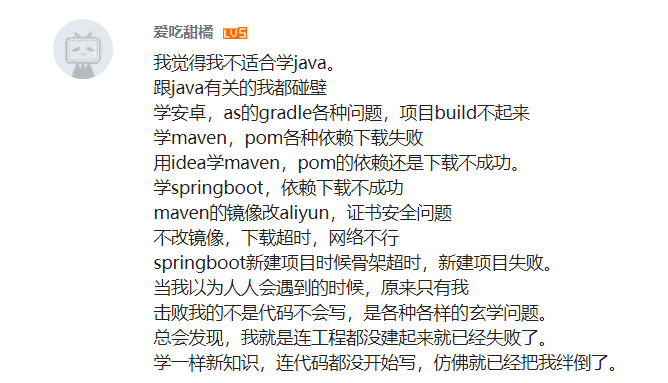 爱吃甜橘 LV5
我觉得我不适合学java。
跟java有关的我都碰壁
学安卓，as的gradle各种问题，项目build不起来
学maven，pom各种依赖下载失败
用idea学maven，pom的依赖还是下载不成功。
学springboot，依赖下载不成功
maven的镜像改aliyun，证书安全问题
不改镜像，下载超时，网络不行
springboot新建项目时候骨架超时，新建项目失败。
当我以为人人会遇到的时候，原来只有我
击败我的不是代码不会写，是各种各样的玄学问题。
总会发现，我就是连工程都没建起来就已经失败了。
学一样新知识，连代码都没开始写，仿佛就已经把我绊倒了。